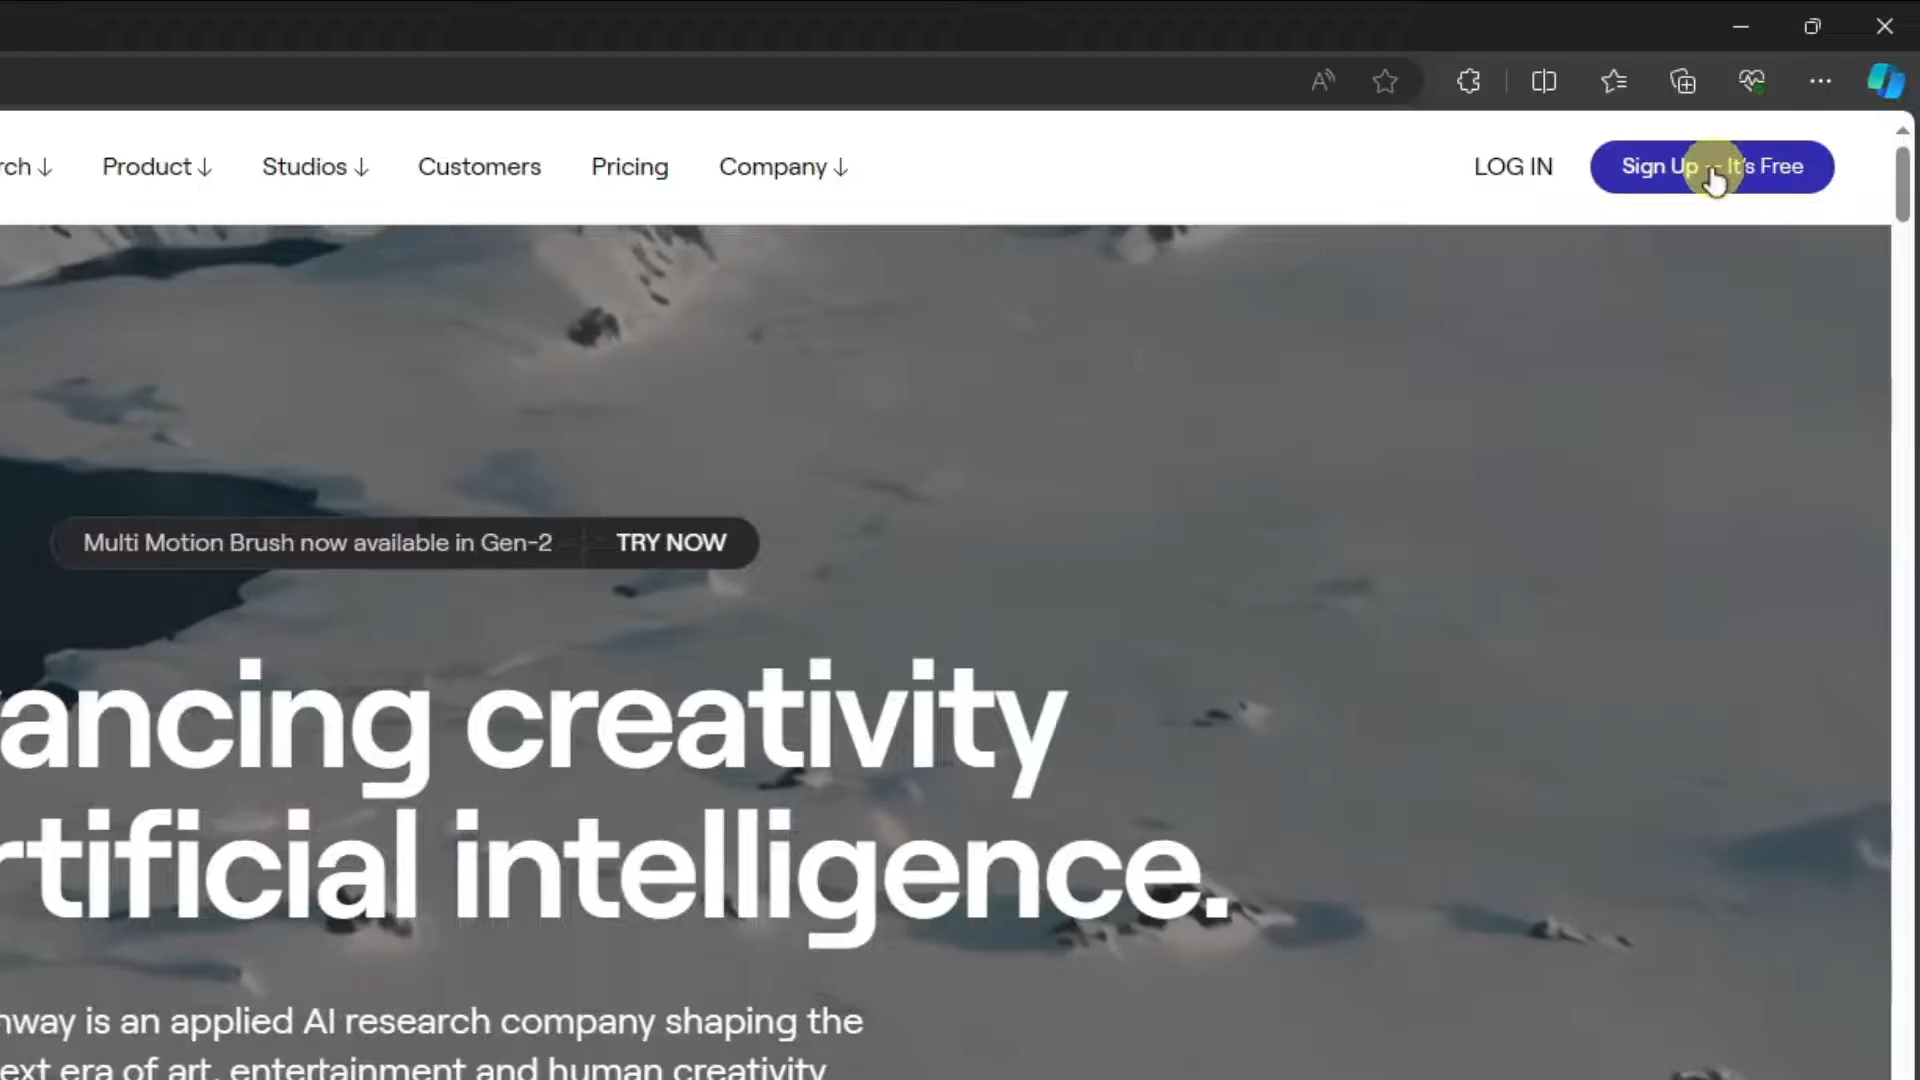 rch ↓ Product ↓ Studios ↓ Customers Pricing Company ↓ LOG IN Sign Up – It's Free
Multi Motion Brush now available in Gen-2 TRY NOW
ancing creativity
rtificial intelligence.
nway is an applied AI research company shaping the
ext era of art, entertainment and human creativity